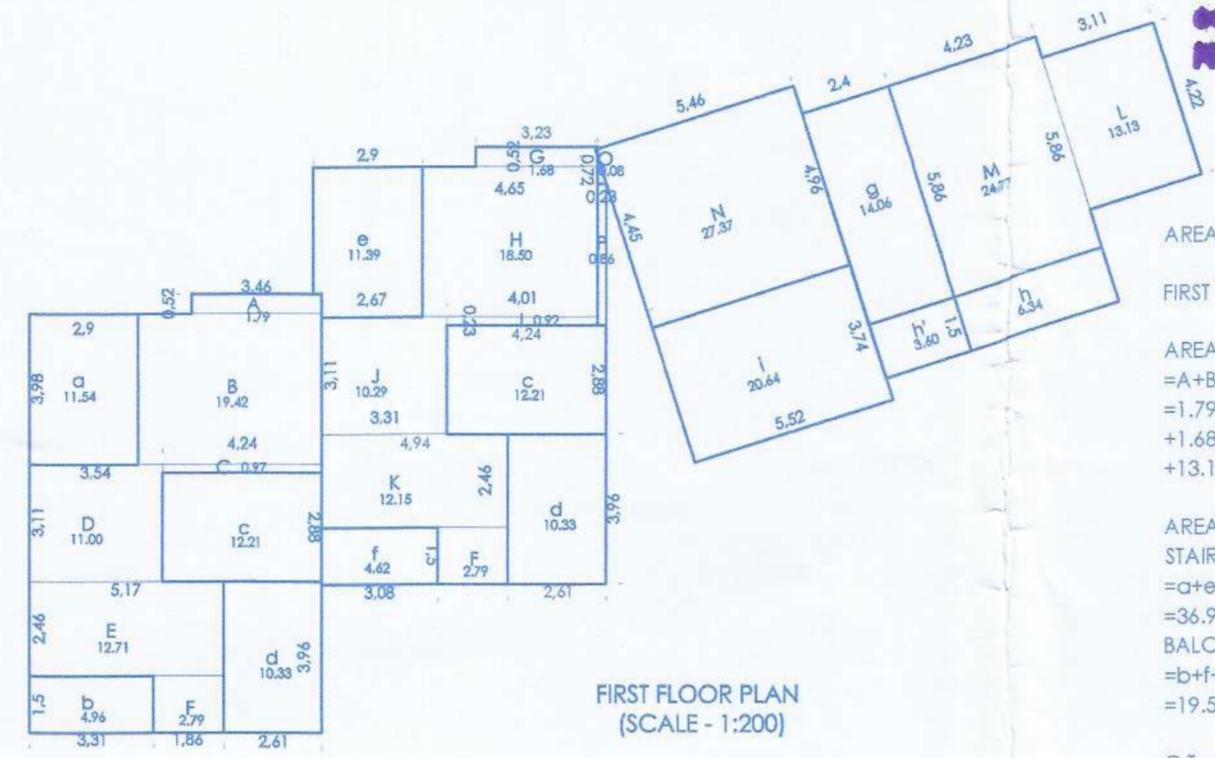 3,11
4,23
2,4
5,46
4,22
L
13.13
5,86
M
5,86
g
14.06
4,96
N
27.37
3,23
0,52
G
1.68
0,72
O
0.08
0.23
2,9
4,65
4,45
e
11.39
H
18.50
P
0.86
AREA
FIRST
3,46
0,52
A
1.79
2,67
4,01
0,23
I 0.92
4,24
h
6.34
h'
3.60
1,5
3,74
2,9
3,98
a
11.54
B
19.42
4,24
3,11
J
10.29
3,31
c
12.21
2,88
i
20.64
5,52
AREA
=A+B
=1.79
+1.68
+13.1
3,54
C 0.97
4,94
K
12.15
2,46
d
10.33
3,96
3,11
D
11.00
c
12.21
2,88
AREA
STAIR
=a+e
=36.9
BALC
=b+f-
=19.5
f
4.62
1,5
F
2.79
3,08
2,61
5,17
2,46
E
12.71
d
10.33
3,96
1,5
b
4.96
F
2.79
3,31
1,86
2,61
FIRST FLOOR PLAN
(SCALE - 1:200)